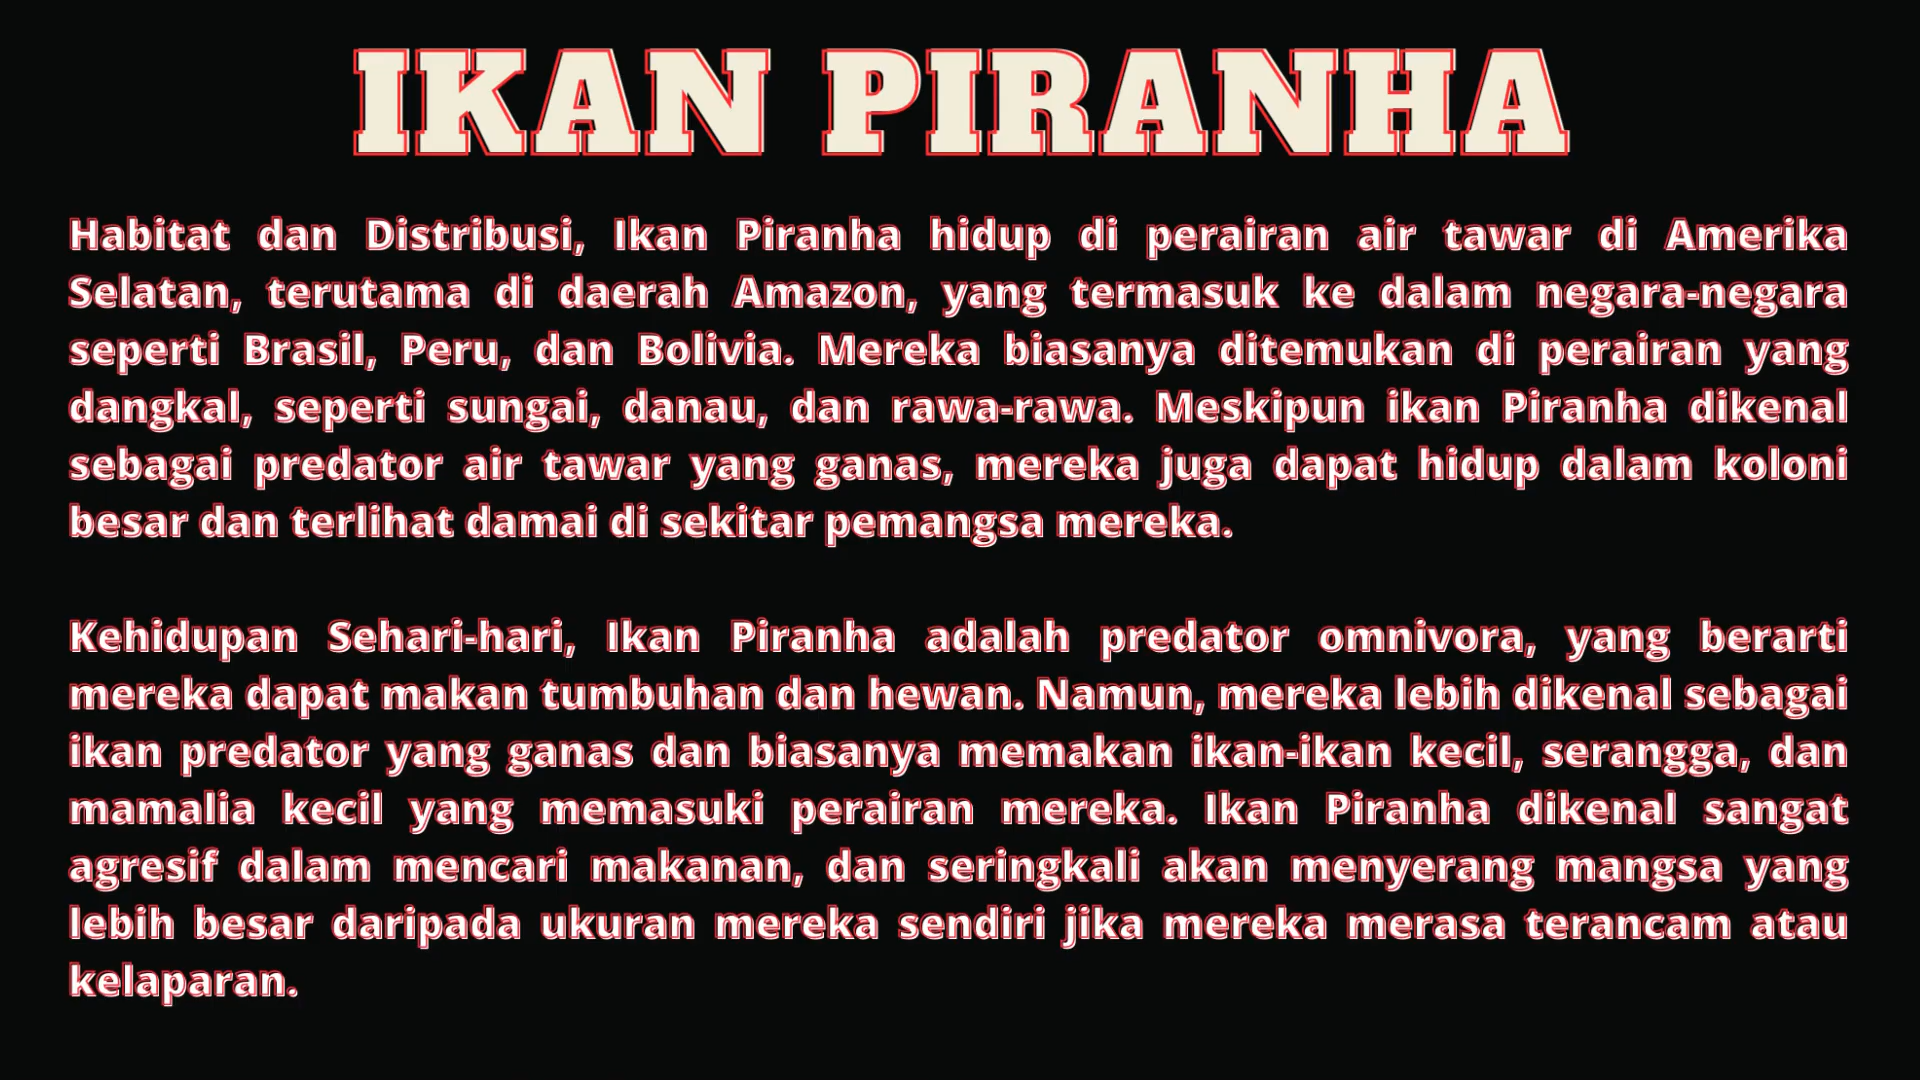 IKAN PIRANHA
Habitat dan Distribusi, Ikan Piranha hidup di perairan air tawar di Amerika
Selatan, terutama di daerah Amazon, yang termasuk ke dalam negara-negara
seperti Brasil, Peru, dan Bolivia. Mereka biasanya ditemukan di perairan yang
dangkal, seperti sungai, danau, dan rawa-rawa. Meskipun ikan Piranha dikenal
sebagai predator air tawar yang ganas, mereka juga dapat hidup dalam koloni
besar dan terlihat damai di sekitar pemangsa mereka.
Kehidupan Sehari-hari, Ikan Piranha adalah predator omnivora, yang berarti
mereka dapat makan tumbuhan dan hewan. Namun, mereka lebih dikenal sebagai
ikan predator yang ganas dan biasanya memakan ikan-ikan kecil, serangga, dan
mamalia kecil yang memasuki perairan mereka. Ikan Piranha dikenal sangat
agresif dalam mencari makanan, dan seringkali akan menyerang mangsa yang
lebih besar daripada ukuran mereka sendiri jika mereka merasa terancam atau
kelaparan.